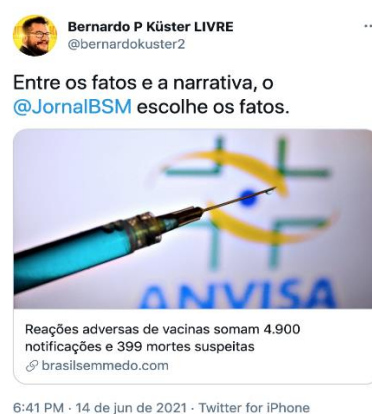 Bernardo P Küster LIVRE
@bernardokuster2
Entre os fatos e a narrativa, o
@JornalBSM escolhe os fatos.
ANVISA
Reações adversas de vacinas somam 4.900
notificações e 399 mortes suspeitas
brasilsemmedo.com
6:41 PM · 14 de jun de 2021 · Twitter for iPhone